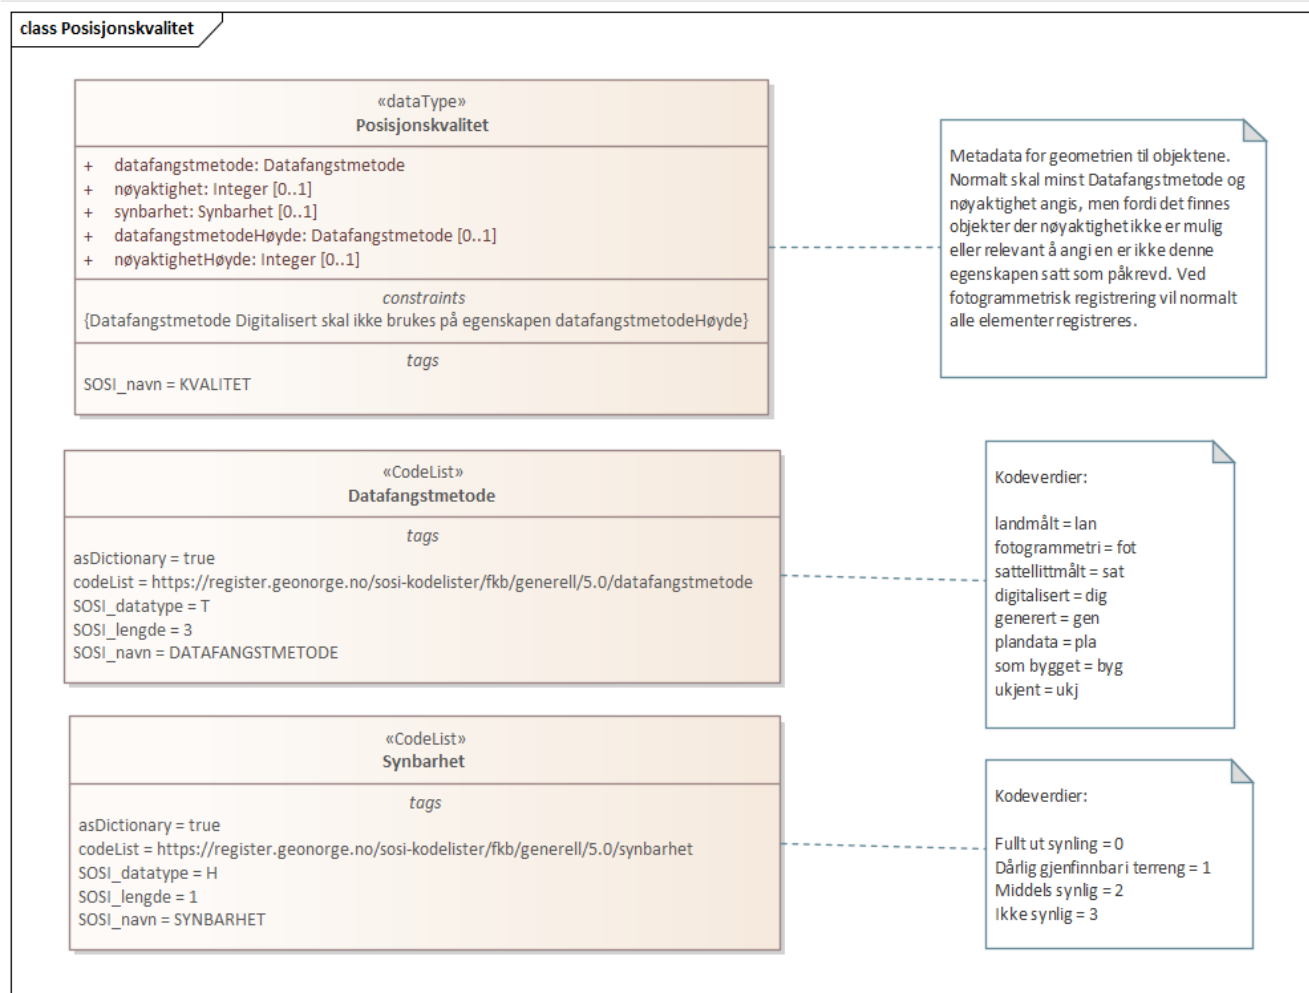 class Posisjonskvalitet
«dataType»
Posisjonskvalitet
+ datafangstmetode: Datafangstmetode
+ nøyaktighet: Integer [0..1]
+ synbarhet: Synbarhet [0..1]
+ datafangstmetodeHøyde: Datafangstmetode [0..1]
+ nøyaktighetHøyde: Integer [0..1]
constraints
{Datafangstmetode Digitalisert skal ikke brukes på egenskapen datafangstmetodeHøyde}
tags
SOSI_navn = KVALITET
Metadata for geometrien til objektene.
Normalt skal minst Datafangstmetode og
nøyaktighet angis, men fordi det finnes
objekter der nøyaktighet ikke er mulig
eller relevant å angi en er ikke denne
egenskapen satt som påkrevd. Ved
fotogrammetrisk registrering vil normalt
alle elementer registreres.
«CodeList»
Datafangstmetode
tags
asDictionary = true
codeList = https://register.geonorge.no/sosi-kodelister/fkb/generell/5.0/datafangstmetode
SOSI_datatype = T
SOSI_lengde = 3
SOSI_navn = DATAFANGSTMETODE
Kodeverdier:
landmålt = lan
fotogrammetri = fot
sattellittmålt = sat
digitalisert = dig
generert = gen
plandata = pla
som bygget = byg
ukjent = ukj
«CodeList»
Synbarhet
tags
asDictionary = true
codeList = https://register.geonorge.no/sosi-kodelister/fkb/generell/5.0/synbarhet
SOSI_datatype = H
SOSI_lengde = 1
SOSI_navn = SYNBARHET
Kodeverdier:
Fullt ut synling = 0
Dårlig gjenfinnbar i terreng = 1
Middels synlig = 2
Ikke synlig = 3